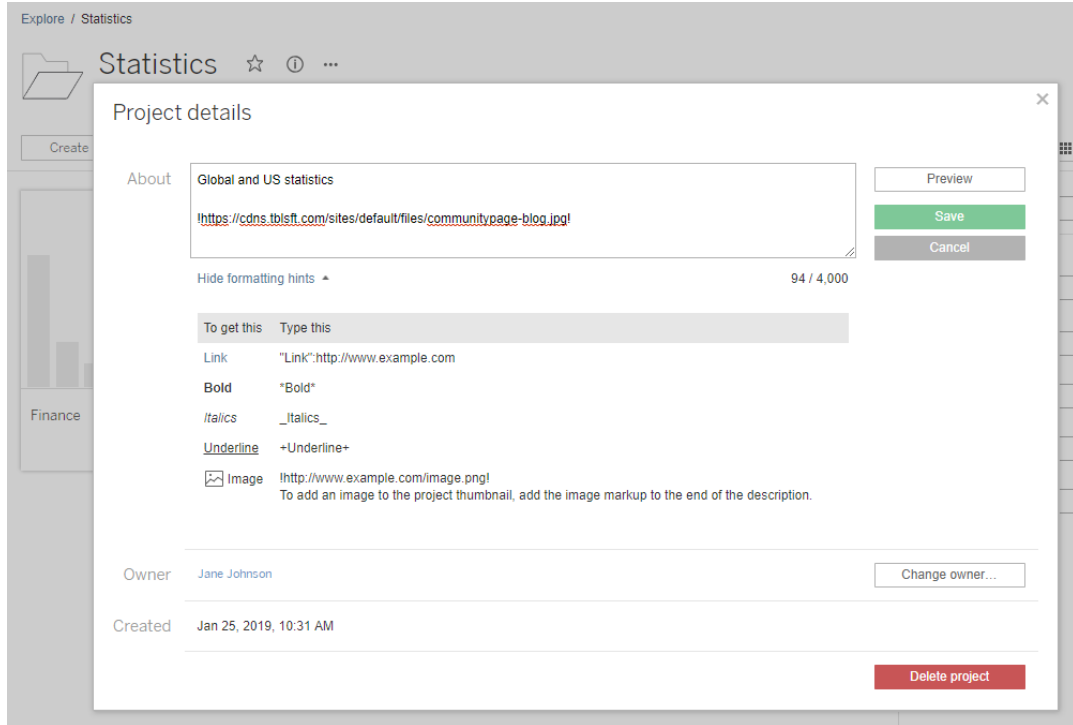 Explore / Statistics
Statistics
Project details
Create
About
Global and US statistics
!https://cdns.tblsft.com/sites/default/files/communitypage-blog.jpg!
Preview
Save
Cancel
Hide formatting hints
94 / 4,000
To get this Type this
Link "Link":http://www.example.com
Bold *Bold*
Italics _Italics_
Underline +Underline+
Image !http://www.example.com/image.png!
To add an image to the project thumbnail, add the image markup to the end of the description.
Finance
Owner Jane Johnson Change owner...
Created Jan 25, 2019, 10:31 AM
Delete project